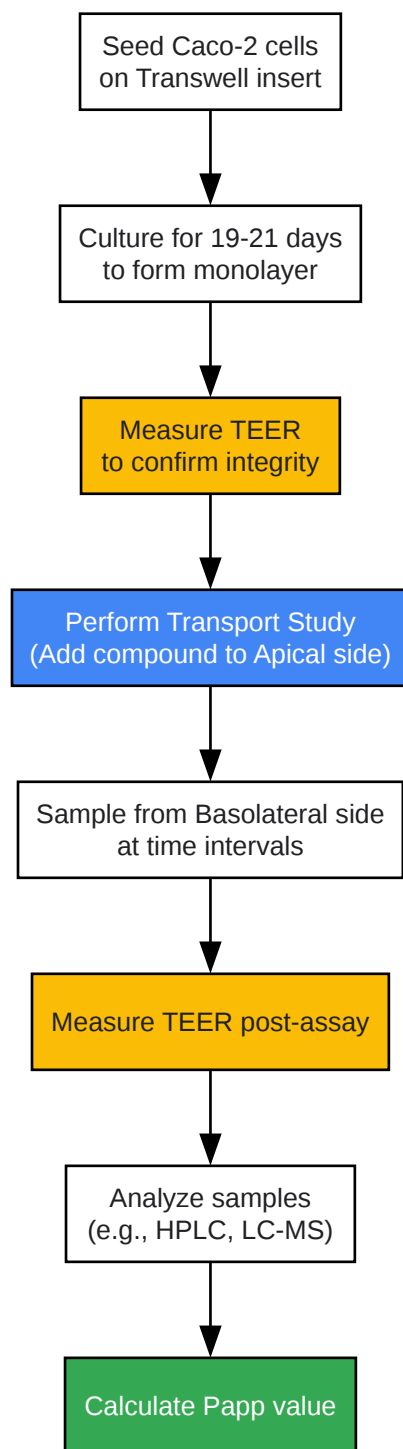 Seed Caco-2 cells
on Transwell insert
Culture for 19-21 days
to form monolayer
Measure TEER
to confirm integrity
Perform Transport Study
(Add compound to Apical side)
Sample from Basolateral side
at time intervals
Measure TEER post-assay
Analyze samples
(e.g., HPLC, LC-MS)
Calculate Papp value